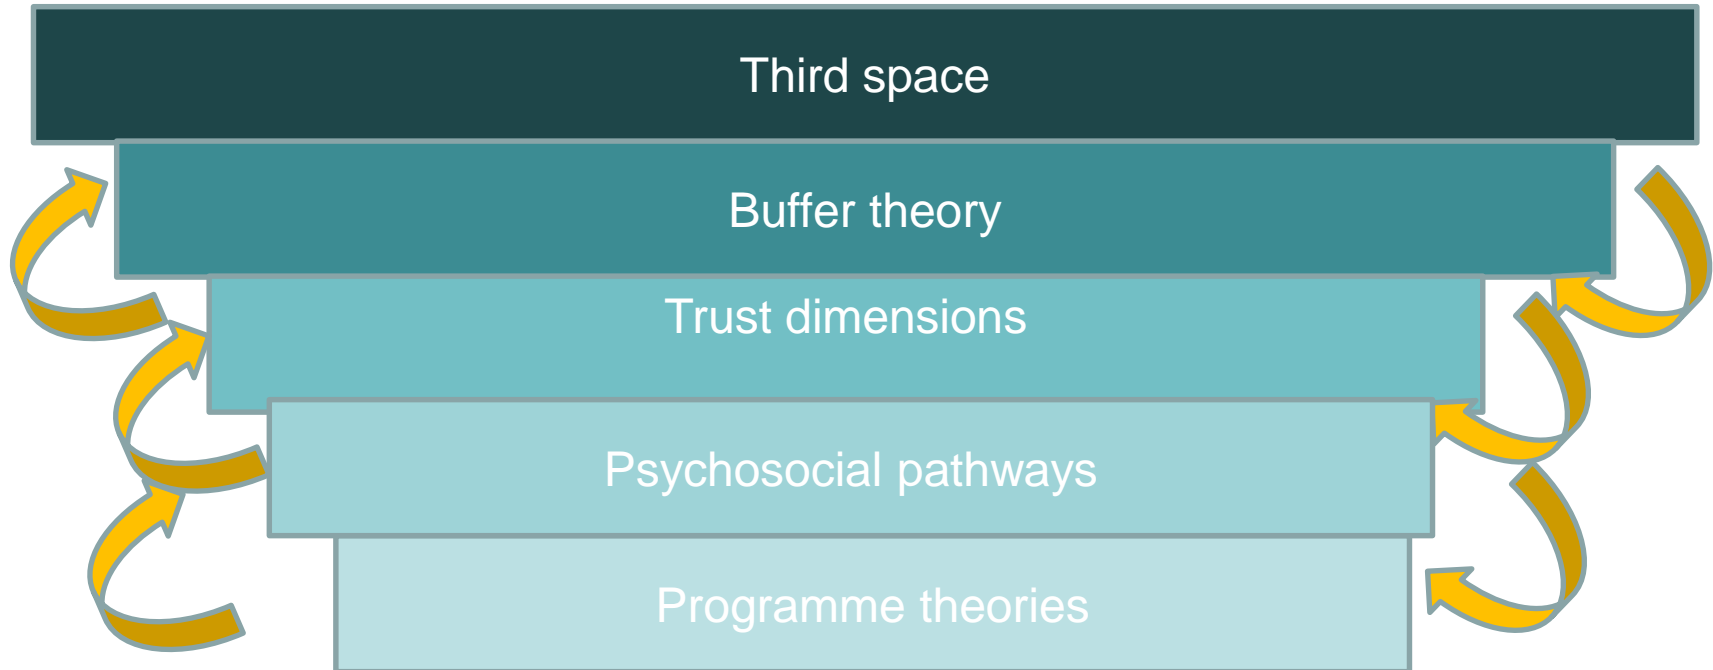 Third space
Buffer theory
Trust dimensions
Psychosocial pathways
Programme theories